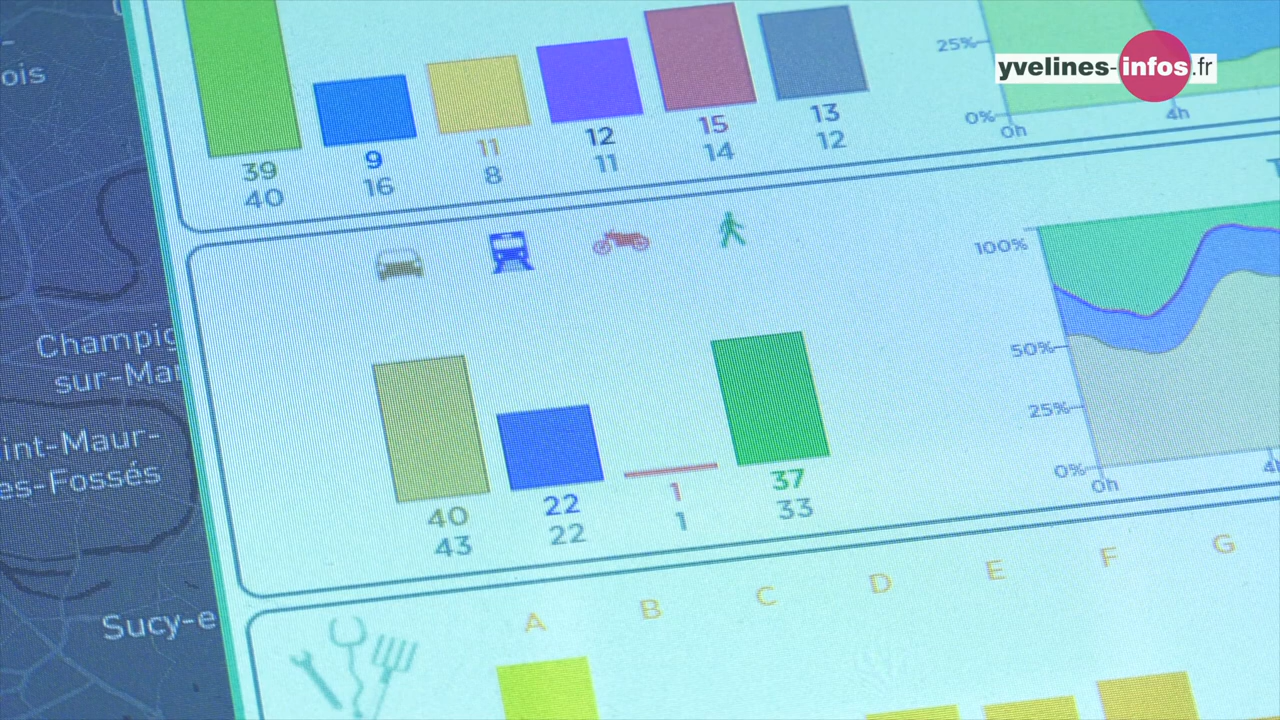 ois
yvelines-infos.fr
25%
0%
0h
4h
39 9 11 12 15 13
40 16 8 11 14 12
100%
50%
25%
0%
0h
40 22 1 37
43 22 1 33
Champig
sur-Mar
int-Maur-
es-Fossés
Sucy-e
A B C D E F G